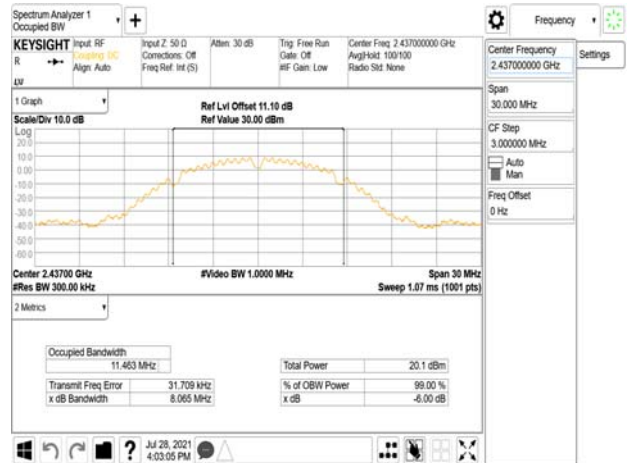 Spectrum Analyzer 1
Occupied BW
Frequency
KEYSIGHT
R
Input: RF
Coupling: DC
Align: Auto
Input Z: 50 Ω
Corrections: Off
Freq Ref: Int (S)
Atten: 30 dB
Trig: Free Run
Gate: Off
#IF Gain: Low
Center Freq: 2.437000000 GHz
Avg|Hold: 100/100
Radio Std: None
Center Frequency
2.437000000 GHz
Settings
Span
30.000 MHz
CF Step
3.000000 MHz
Auto
Man
Freq Offset
0 Hz
1 Graph
Scale/Div 10.0 dB
Ref Lvl Offset 11.10 dB
Ref Value 30.00 dBm
Log
20.0
10.0
0.00
-10.0
-20.0
-30.0
-40.0
-50.0
-60.0
Center 2.43700 GHz
#Res BW 300.00 kHz
#Video BW 1.0000 MHz
Span 30 MHz
Sweep 1.07 ms (1001 pts)
2 Metrics
Occupied Bandwidth
11.463 MHz
Transmit Freq Error 31.709 kHz
x dB Bandwidth 8.065 MHz
Total Power 20.1 dBm
% of OBW Power 99.00 %
x dB -6.00 dB
?
Jul 28, 2021
4:03:05 PM